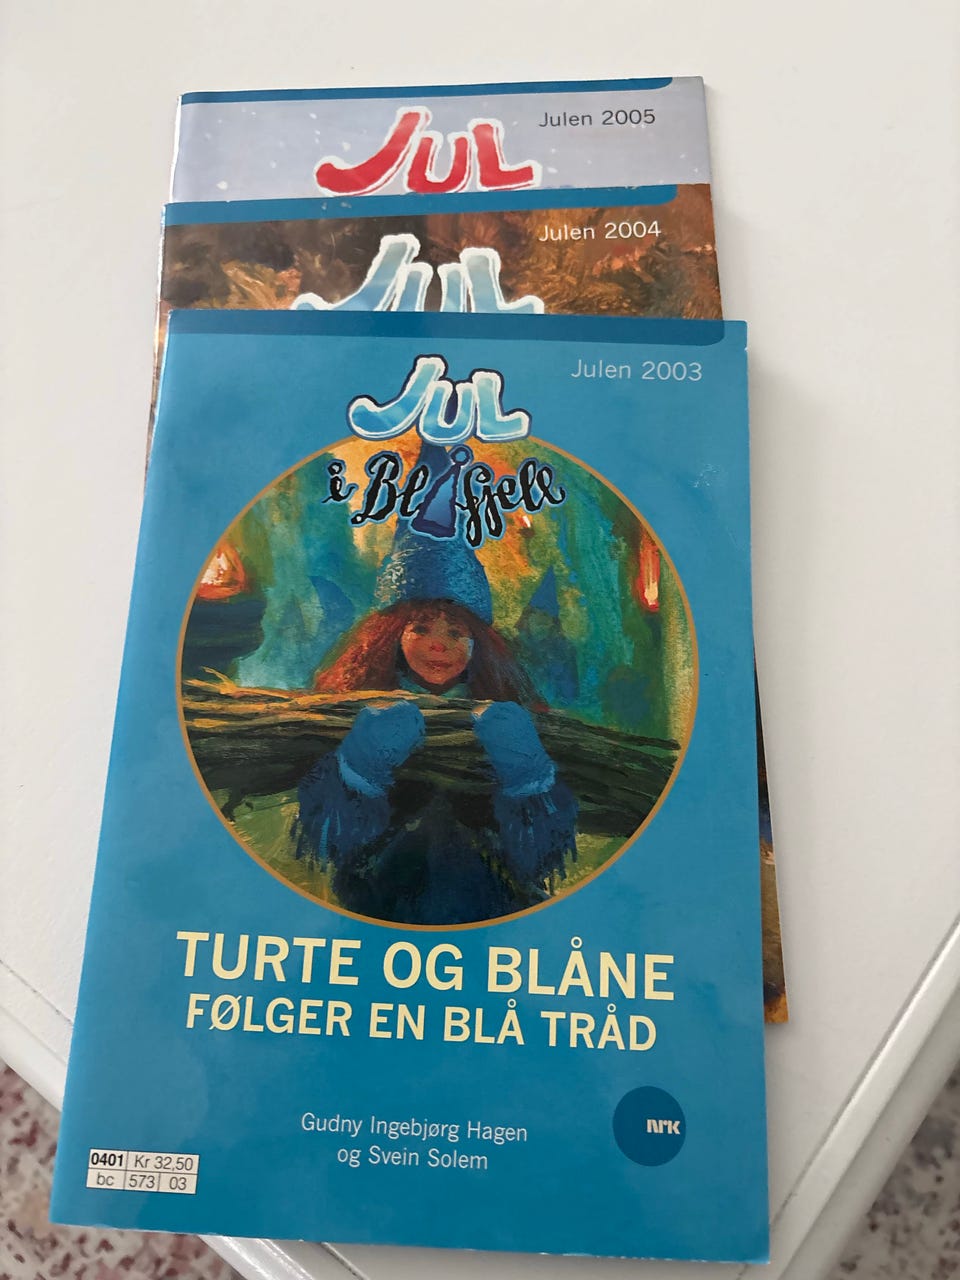 Julen 2005
JUL
Julen 2004
JUL
Julen 2003
JUL
i Blåfjell
TURTE OG BLÅNE
FØLGER EN BLÅ TRÅD
Gudny Ingebjørg Hagen
og Svein Solem
NRK
0401 Kr 32,50
bc 573 03